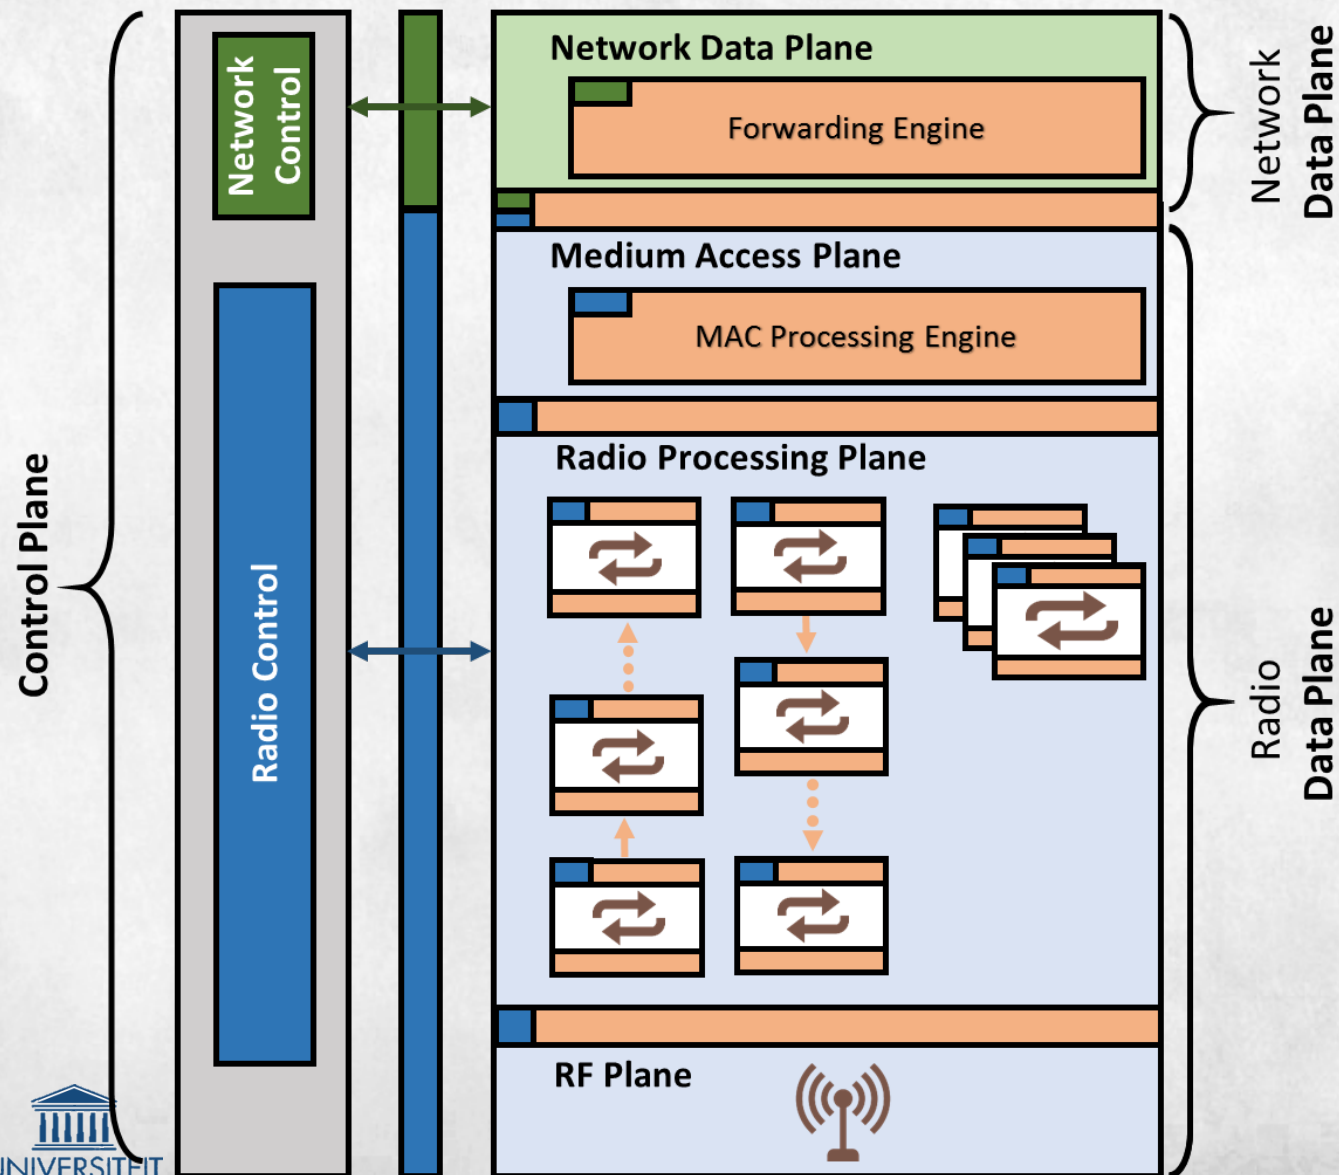 Control Plane
Network
Control
Radio Control
Network Data Plane
Forwarding Engine
Medium Access Plane
MAC Processing Engine
Radio Processing Plane
RF Plane
Network
Data Plane
Radio
Data Plane
UNIVERSITEIT